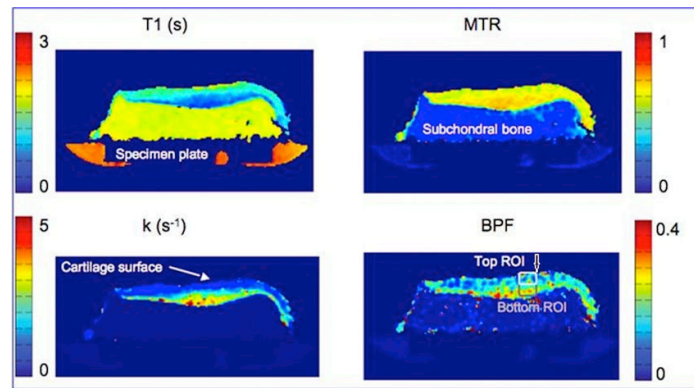 T1 (s)
MTR
3
0
Specimen plate
1
0
Subchondral bone
k (s⁻¹)
BPF
5
0
Cartilage surface
0.4
0
Top ROI
Bottom ROI